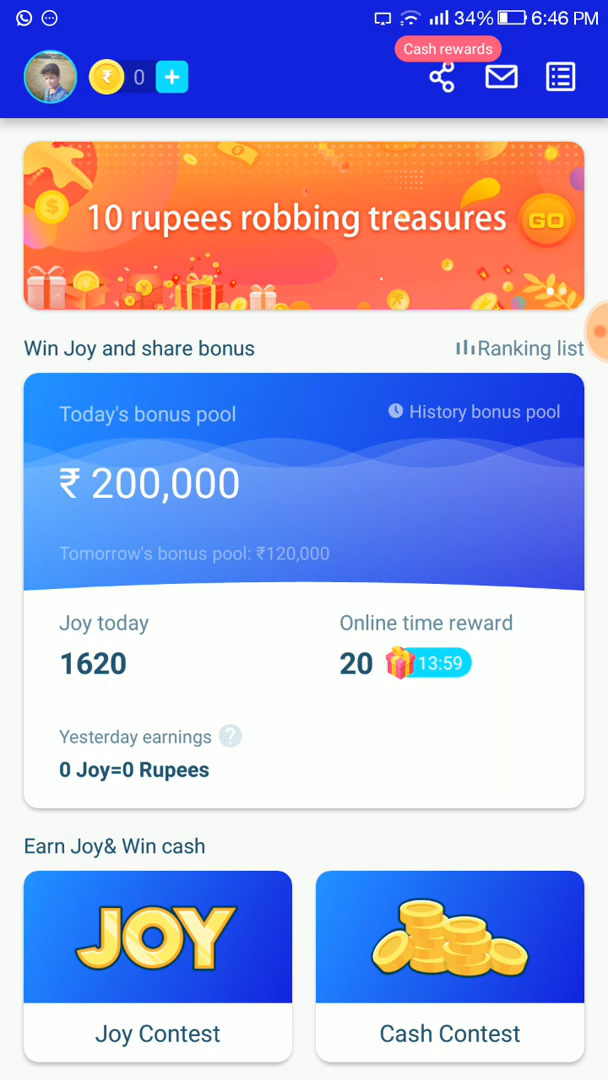 34% 6:46 PM
Cash rewards
₹ 0 +
10 rupees robbing treasures
GO
Win Joy and share bonus
Ranking list
Today's bonus pool
History bonus pool
₹ 200,000
Tomorrow's bonus pool: ₹120,000
Joy today
Online time reward
1620
20 13:59
Yesterday earnings ?
0 Joy=0 Rupees
Earn Joy& Win cash
JOY
Joy Contest
Cash Contest